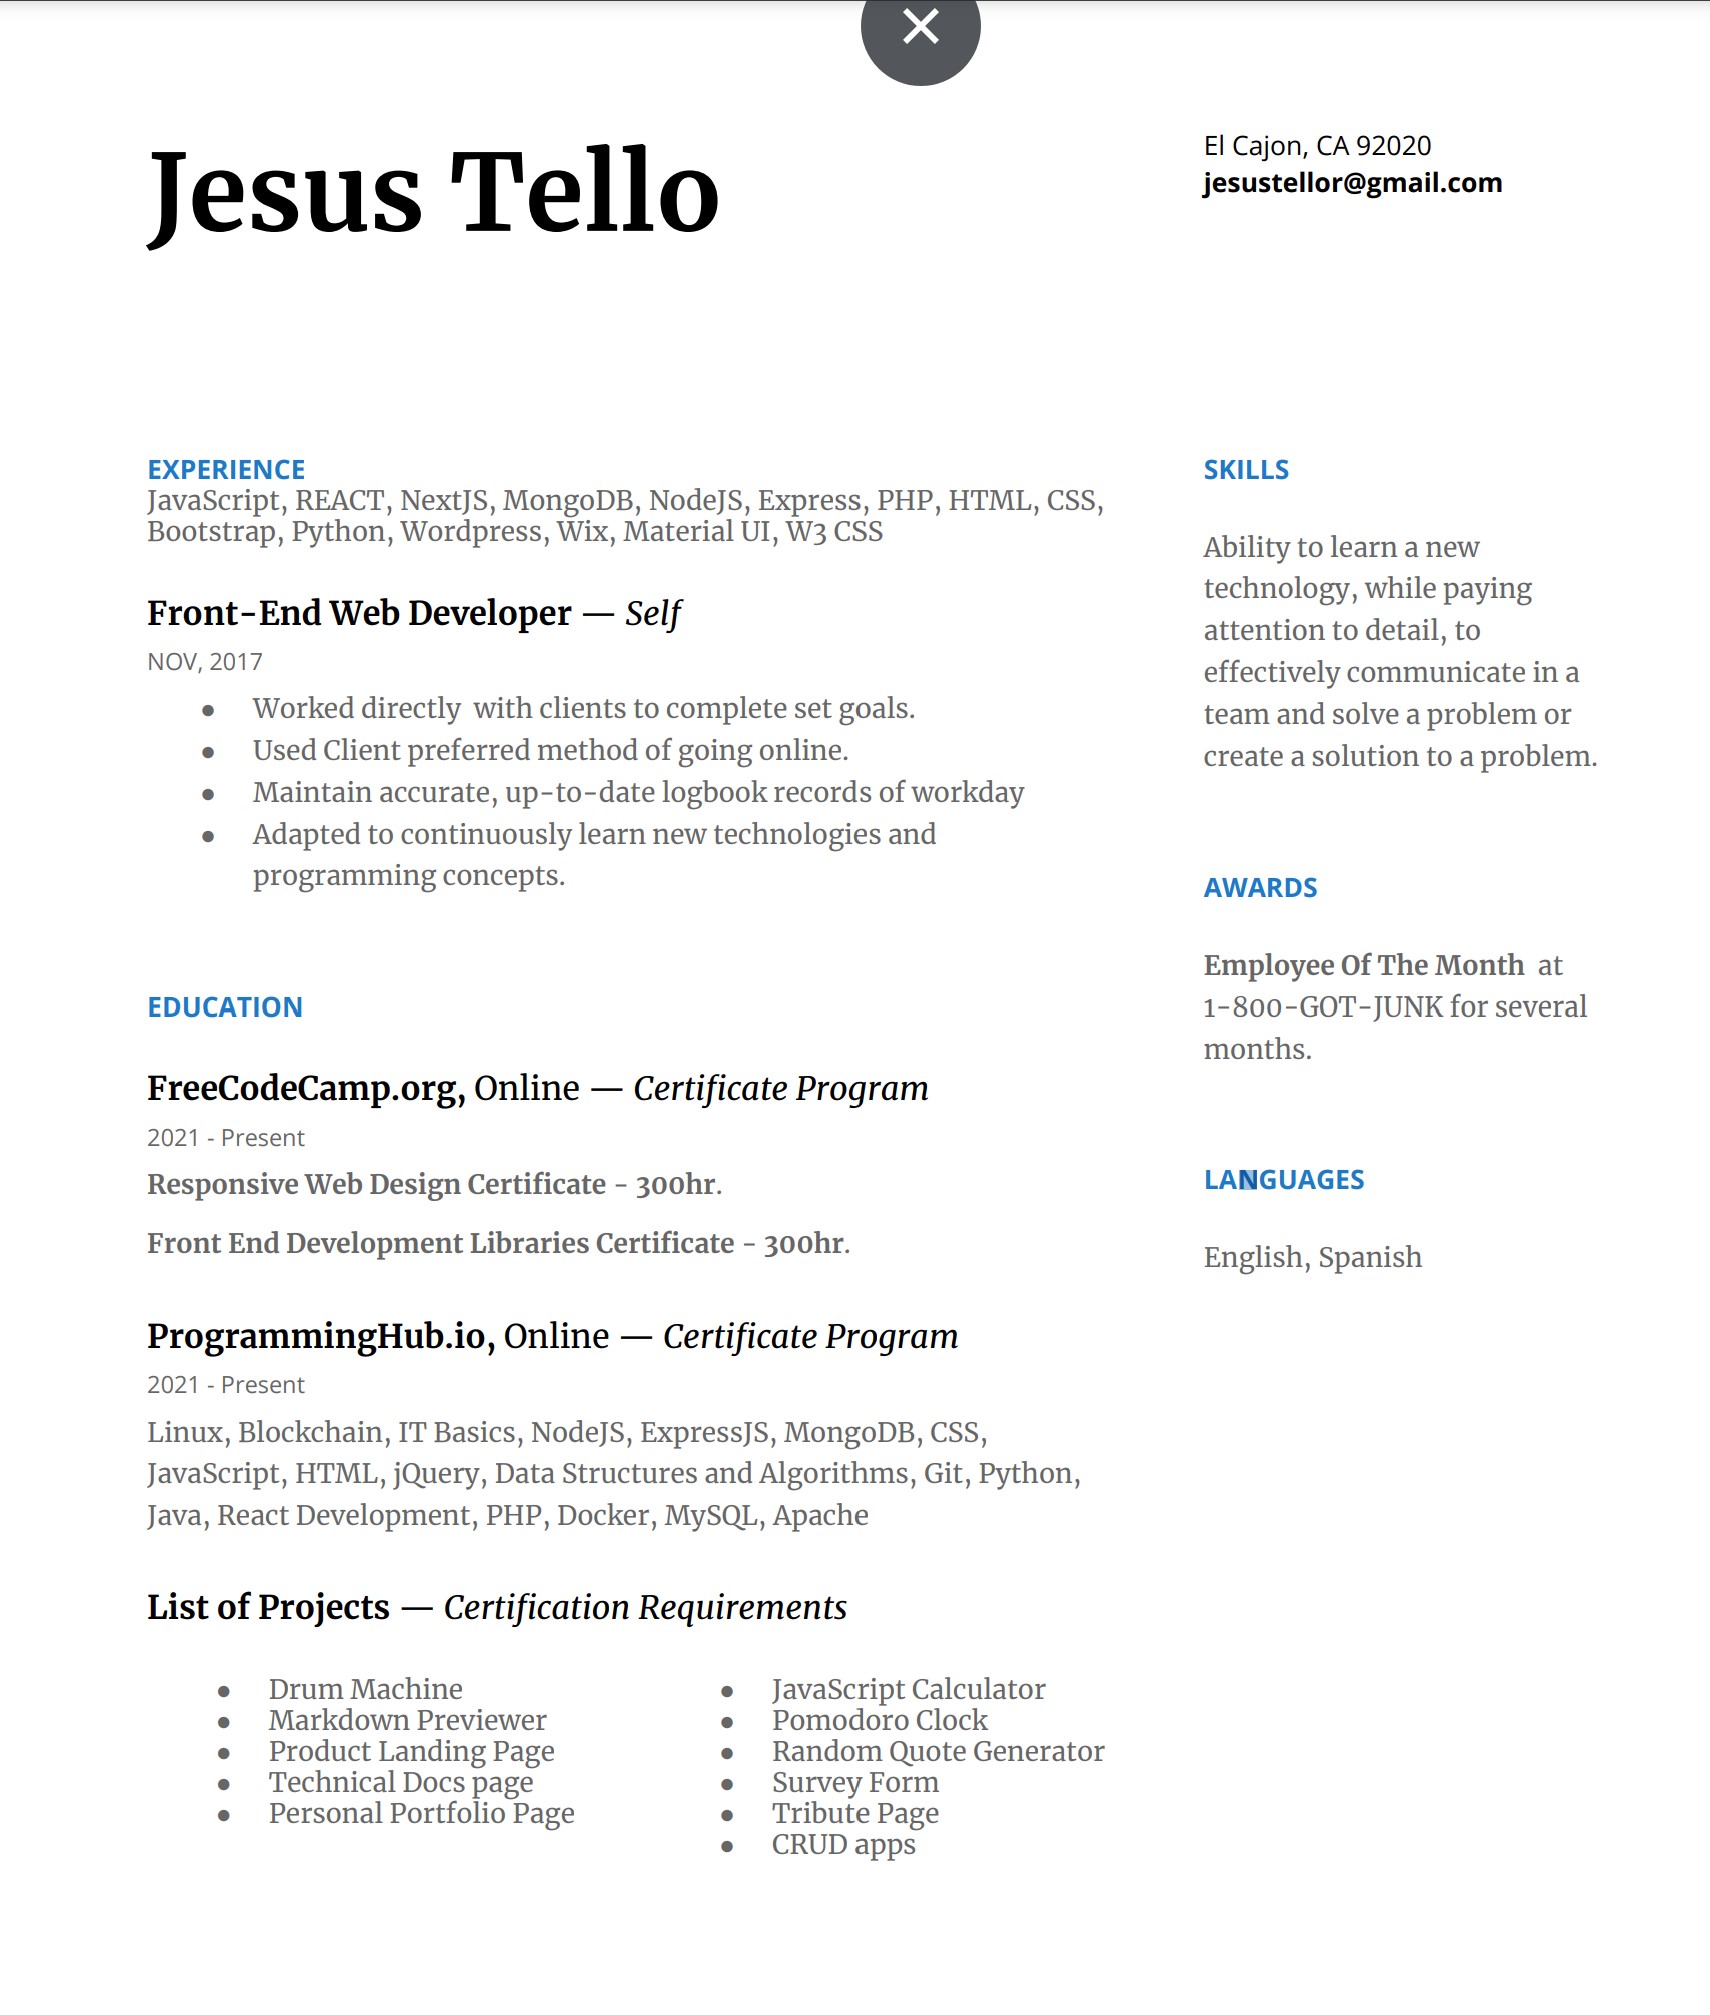 Jesus Tello
El Cajon, CA 92020
jesustellor@gmail.com
EXPERIENCE
JavaScript, REACT, NextJS, MongoDB, NodeJS, Express, PHP, HTML, CSS,
Bootstrap, Python, Wordpress, Wix, Material UI, W3 CSS
Front-End Web Developer — Self
NOV, 2017
● Worked directly  with clients to complete set goals.
● Used Client preferred method of going online.
● Maintain accurate, up-to-date logbook records of workday
● Adapted to continuously learn new technologies and
programming concepts.
EDUCATION
FreeCodeCamp.org, Online — Certificate Program
2021 - Present
Responsive Web Design Certificate - 300hr.
Front End Development Libraries Certificate - 300hr.
ProgrammingHub.io, Online — Certificate Program
2021 - Present
Linux, Blockchain, IT Basics, NodeJS, ExpressJS, MongoDB, CSS,
JavaScript, HTML, jQuery, Data Structures and Algorithms, Git, Python,
Java, React Development, PHP, Docker, MySQL, Apache
List of Projects — Certification Requirements
● Drum Machine
● Markdown Previewer
● Product Landing Page
● Technical Docs page
● Personal Portfolio Page
● JavaScript Calculator
● Pomodoro Clock
● Random Quote Generator
● Survey Form
● Tribute Page
● CRUD apps
SKILLS
Ability to learn a new
technology, while paying
attention to detail, to
effectively communicate in a
team and solve a problem or
create a solution to a problem.
AWARDS
Employee Of The Month  at
1-800-GOT-JUNK for several
months.
LANGUAGES
English, Spanish